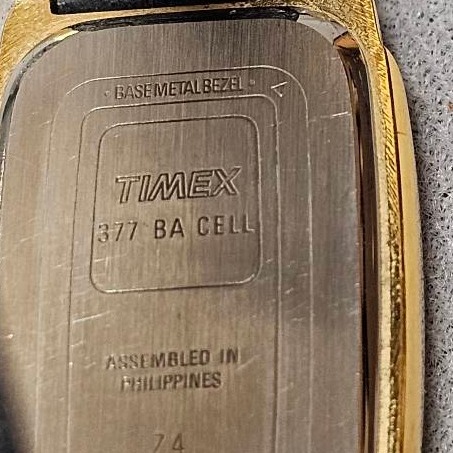 · BASE METAL BEZEL ·
TIMEX
377 BA CELL
ASSEMBLED IN
PHILIPPINES
74